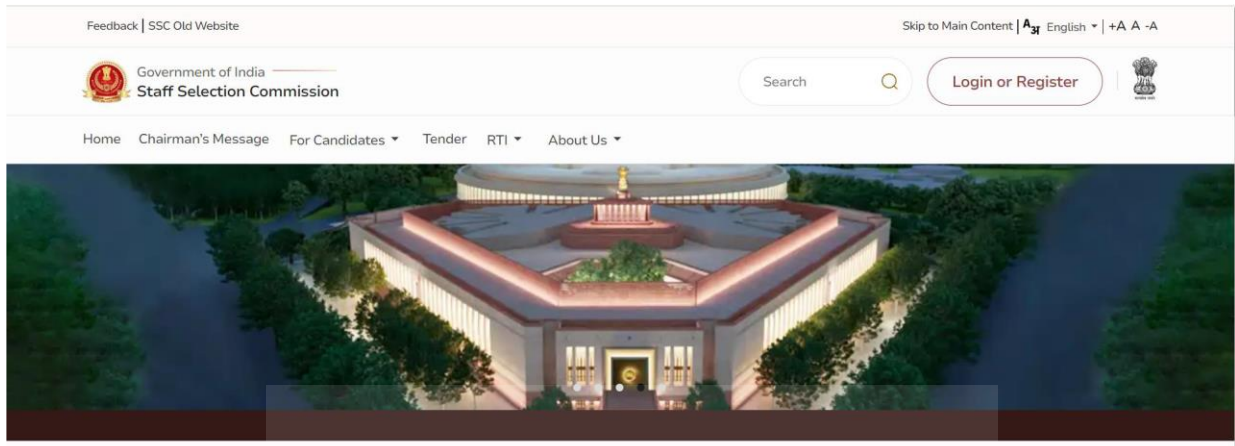 Feedback | SSC Old Website
Skip to Main Content | Aअ English | +A A -A
Government of India
Staff Selection Commission
Search
Login or Register
Home Chairman's Message For Candidates Tender RTI About Us